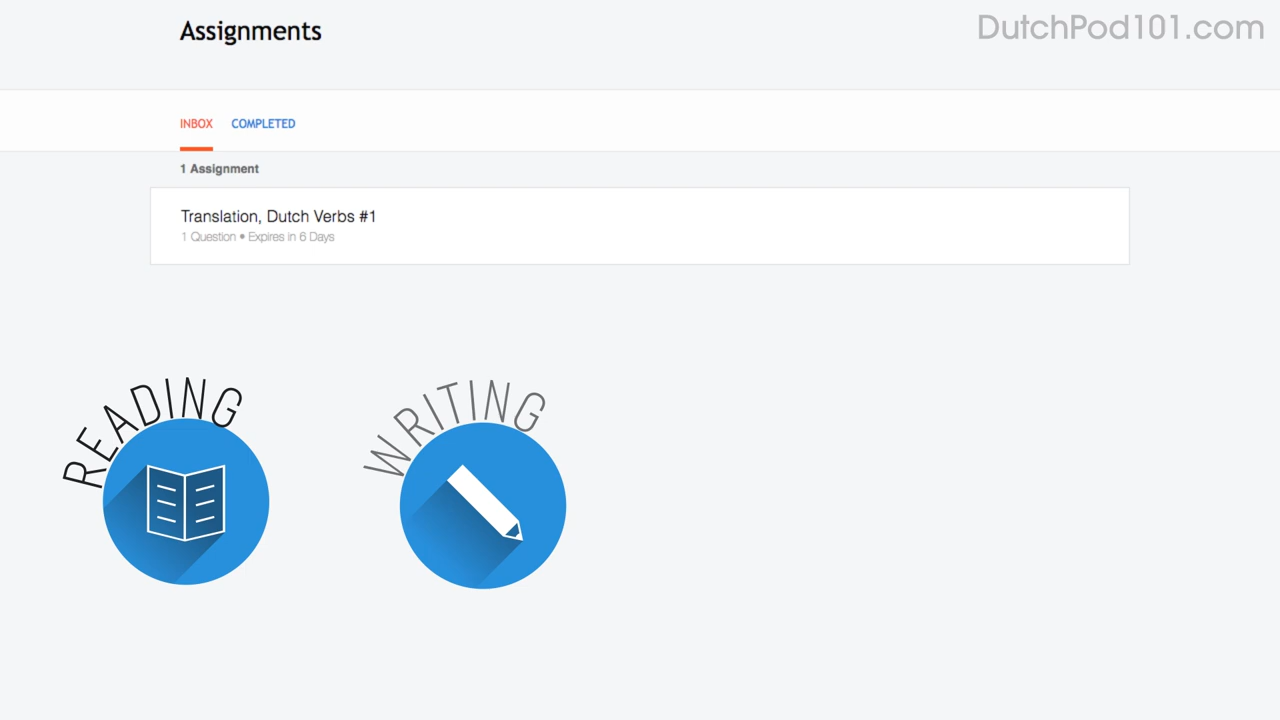 Assignments
DutchPod101.com
INBOX COMPLETED
1 Assignment
Translation, Dutch Verbs #1
1 Question • Expires in 6 Days
READING
WRITING